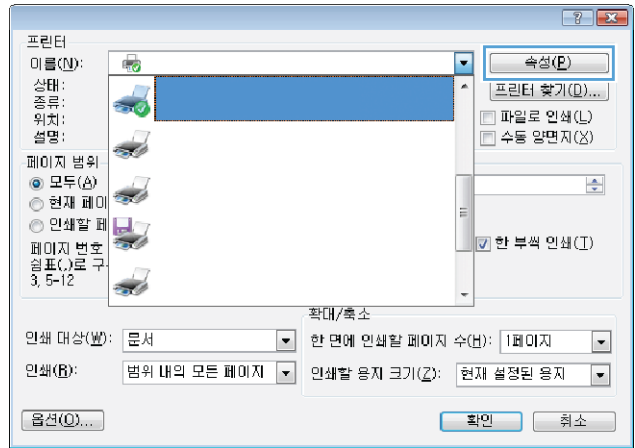 프린터
이름(N):
속성(P)
상태:
프린터 찾기(D)...
종류:
위치:
파일로 인쇄(L)
설명:
수동 양면지(X)
페이지 범위
모두(A)
현재 페이
인쇄할 페
페이지 번호
한 부씩 인쇄(T)
쉼표(,)로 구
3, 5-12
확대/축소
인쇄 대상(W): 문서
한 면에 인쇄할 페이지 수(H): 1페이지
인쇄(R): 범위 내의 모든 페이지
인쇄할 용지 크기(Z): 현재 설정된 용지
옵션(O)...
확인
취소